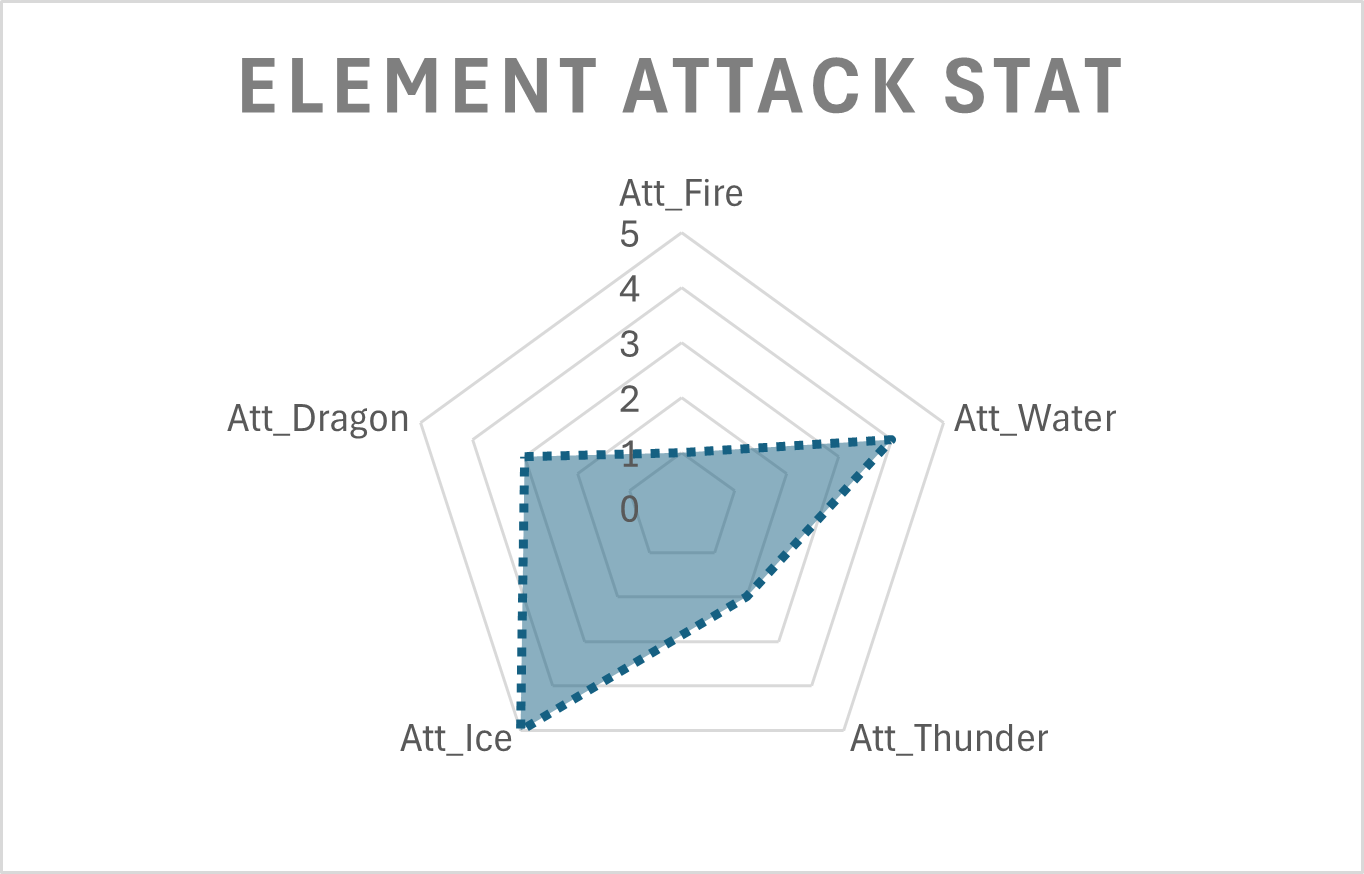 ELEMENT ATTACK STAT
Att_Fire
5
4
3
2
1
0
Att_Water
Att_Thunder
Att_Ice
Att_Dragon